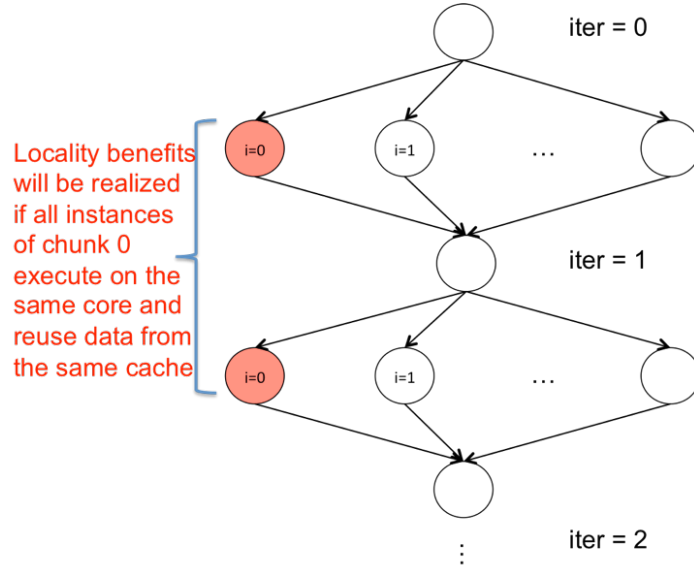 iter = 0
Locality benefits
will be realized
if all instances
of chunk 0
execute on the
same core and
reuse data from
the same cache
i=0
i=1
...
iter = 1
i=0
i=1
...
iter = 2
⋮